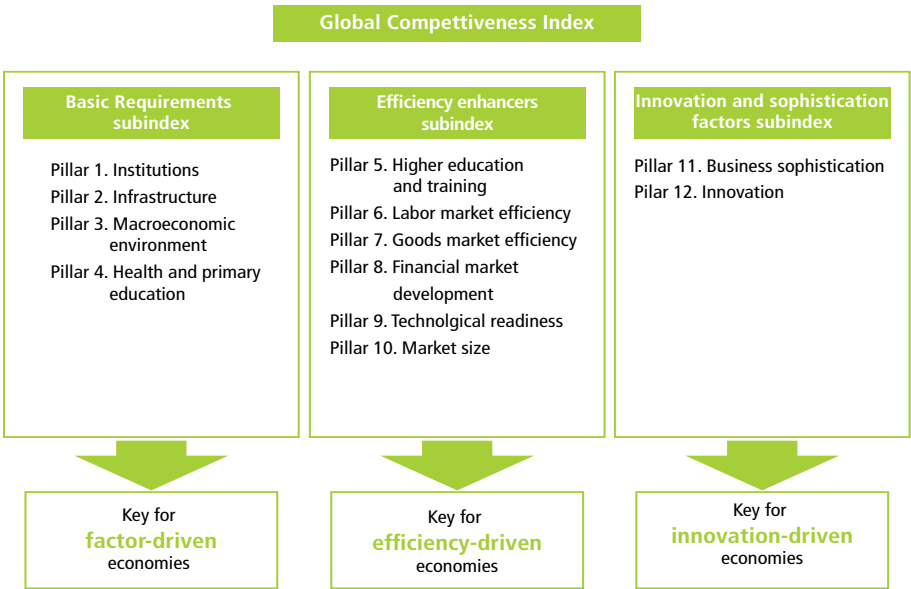 Global Compettiveness Index
Basic Requirements
subindex
Pillar 1. Institutions
Pillar 2. Infrastructure
Pillar 3. Macroeconomic
environment
Pillar 4. Health and primary
education
Efficiency enhancers
subindex
Pillar 5. Higher education
and training
Pillar 6. Labor market efficiency
Pillar 7. Goods market efficiency
Pillar 8. Financial market
development
Pillar 9. Technolgical readiness
Pillar 10. Market size
Innovation and sophistication
factors subindex
Pillar 11. Business sophistication
Pilar 12. Innovation
Key for
factor-driven
economies
Key for
efficiency-driven
economies
Key for
innovation-driven
economies